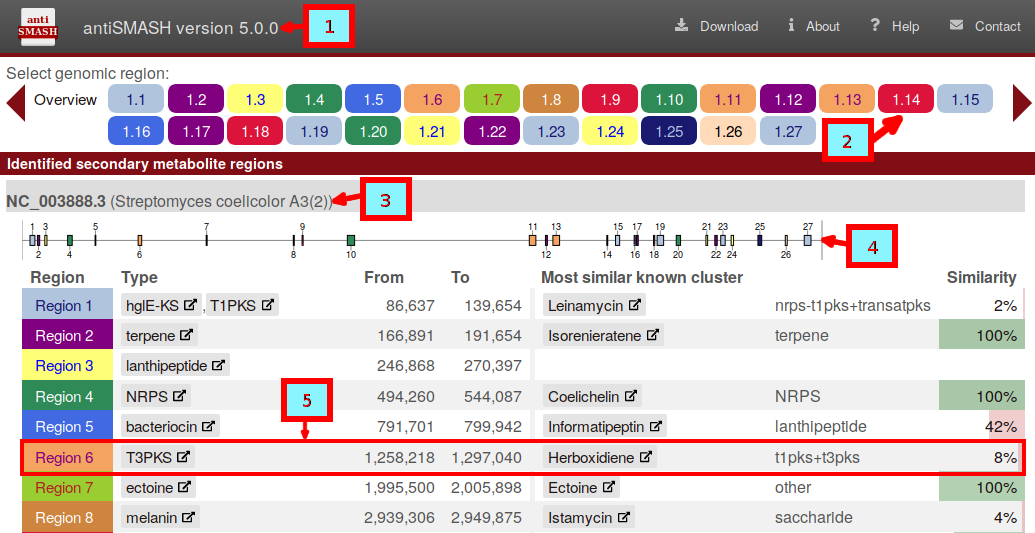 anti
SMASH
antiSMASH version 5.0.0
1
Download
About
Help
Contact
Select genomic region:
Overview 1.1 1.2 1.3 1.4 1.5 1.6 1.7 1.8 1.9 1.10 1.11 1.12 1.13 1.14 1.15
1.16 1.17 1.18 1.19 1.20 1.21 1.22 1.23 1.24 1.25 1.26 1.27
2
Identified secondary metabolite regions
NC_003888.3 (Streptomyces coelicolor A3(2))
3
1 3 5 7 9 11 13 15 17 19 21 23 25 27
2 4 6 8 10 12 14 16 18 20 22 24 26
4
Region Type From To Most similar known cluster Similarity
Region 1 hglE-KS , T1PKS 86,637 139,654 Leinamycin nrps-t1pks+transatpks 2%
Region 2 terpene 166,891 191,654 Isorenieratene terpene 100%
Region 3 lanthipeptide 246,868 270,397
Region 4 NRPS 494,260 544,087 Coelichelin NRPS 100%
5
Region 5 bacteriocin 791,701 799,942 Informatipeptin lanthipeptide 42%
Region 6 T3PKS 1,258,218 1,297,040 Herboxidiene t1pks+t3pks 8%
Region 7 ectoine 1,995,500 2,005,898 Ectoine other 100%
Region 8 melanin 2,939,306 2,949,875 Istamycin saccharide 4%